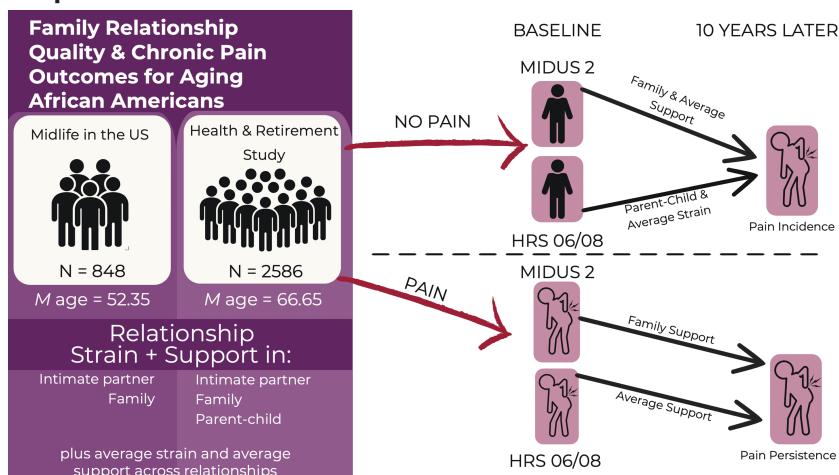 Family Relationship
Quality & Chronic Pain
Outcomes for Aging
African Americans
Midlife in the US
N = 848
M age = 52.35
Health & Retirement
Study
N = 2586
M age = 66.65
Relationship
Strain + Support in:
Intimate partner
Family
Intimate partner
Family
Parent-child
plus average strain and average
support across relationships
BASELINE
10 YEARS LATER
NO PAIN
MIDUS 2
HRS 06/08
Family & Average
Support
Parent-Child &
Average Strain
Pain Incidence
PAIN
MIDUS 2
HRS 06/08
Family Support
Average Support
Pain Persistence